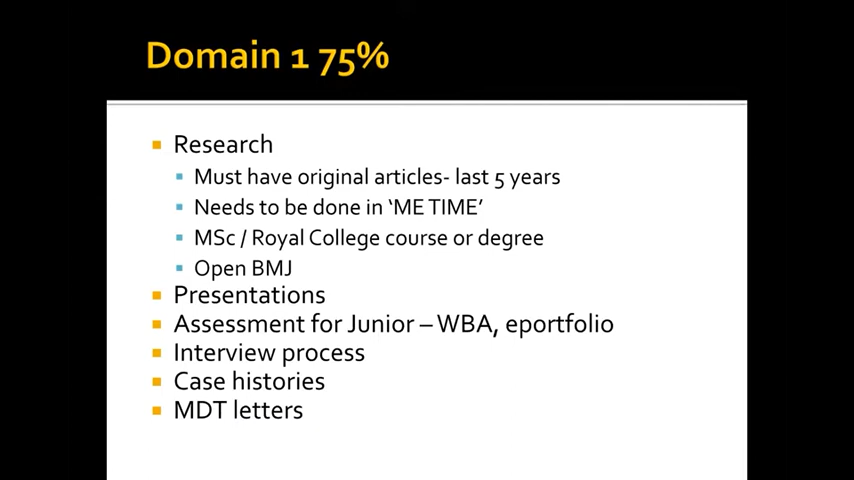 Domain 1 75%
Research
Must have original articles- last 5 years
Needs to be done in ‘ME TIME’
MSc / Royal College course or degree
Open BMJ
Presentations
Assessment for Junior – WBA, eportfolio
Interview process
Case histories
MDT letters